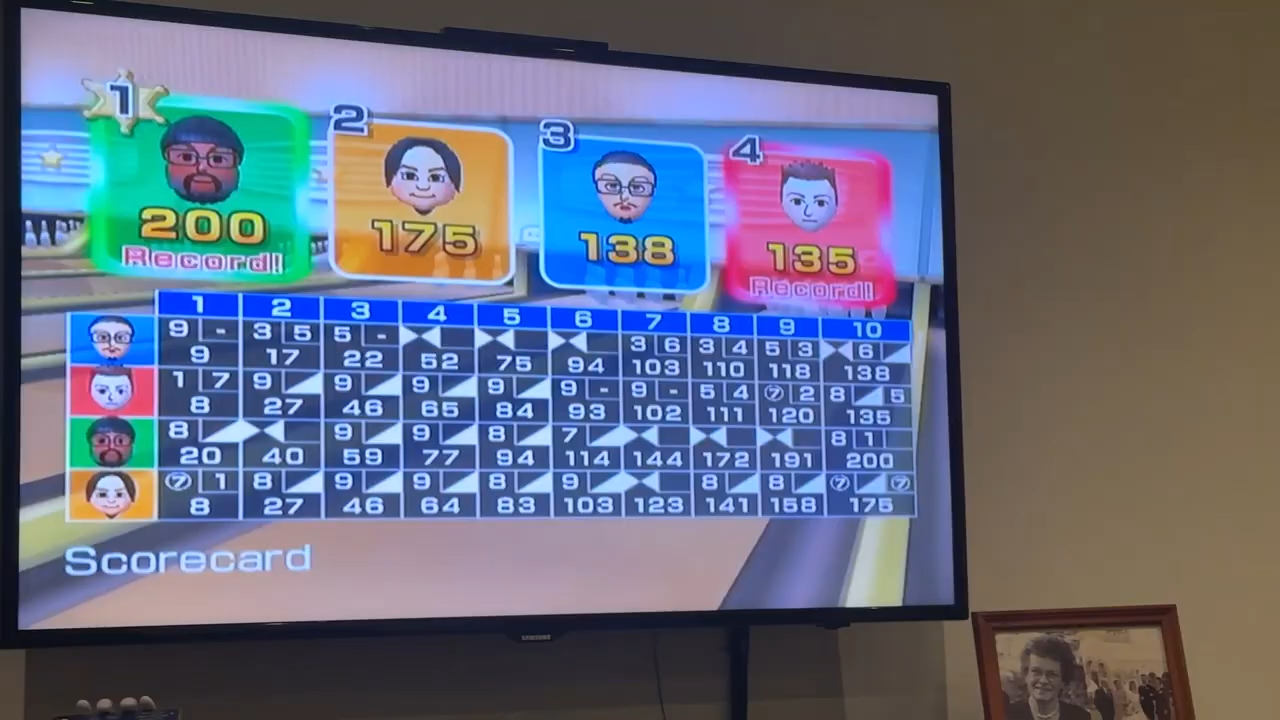 1 2 3 4
200 175 138 135
Record! Record!
1 2 3 4 5 6 7 8 9 10
9 - 3 5 5 - 3 6 3 4 5 3 6
9 17 22 52 75 94 103 110 118 138
1 7 9 9 9 9 9 - 9 - 5 4 ⑦ 2 8 5
8 27 46 65 84 93 102 111 120 135
8 9 9 8 7 8 1
20 40 59 77 94 114 144 172 191 200
⑦ 1 8 9 9 8 9 8 8 ⑦ ⑦
8 27 46 64 83 103 123 141 158 175
Scorecard
SAMSUNG